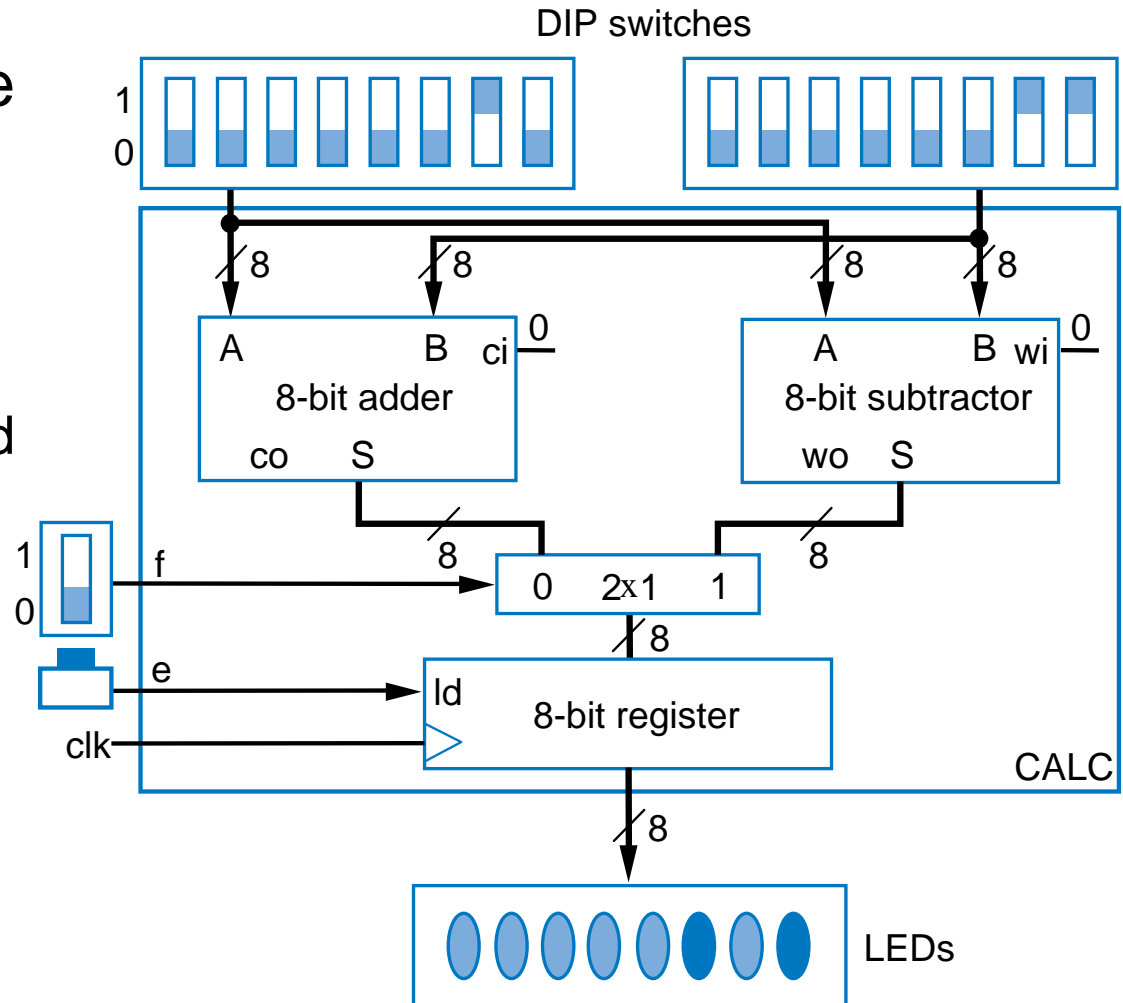 DIP switches
e
1
0
8 8 8 8
A B ci 0
A B wi 0
8-bit adder
8-bit subtractor
d
co S
wo S
1
0
f
8
8
0 2x1 1
8
e
ld
8-bit register
clk
CALC
8
LEDs